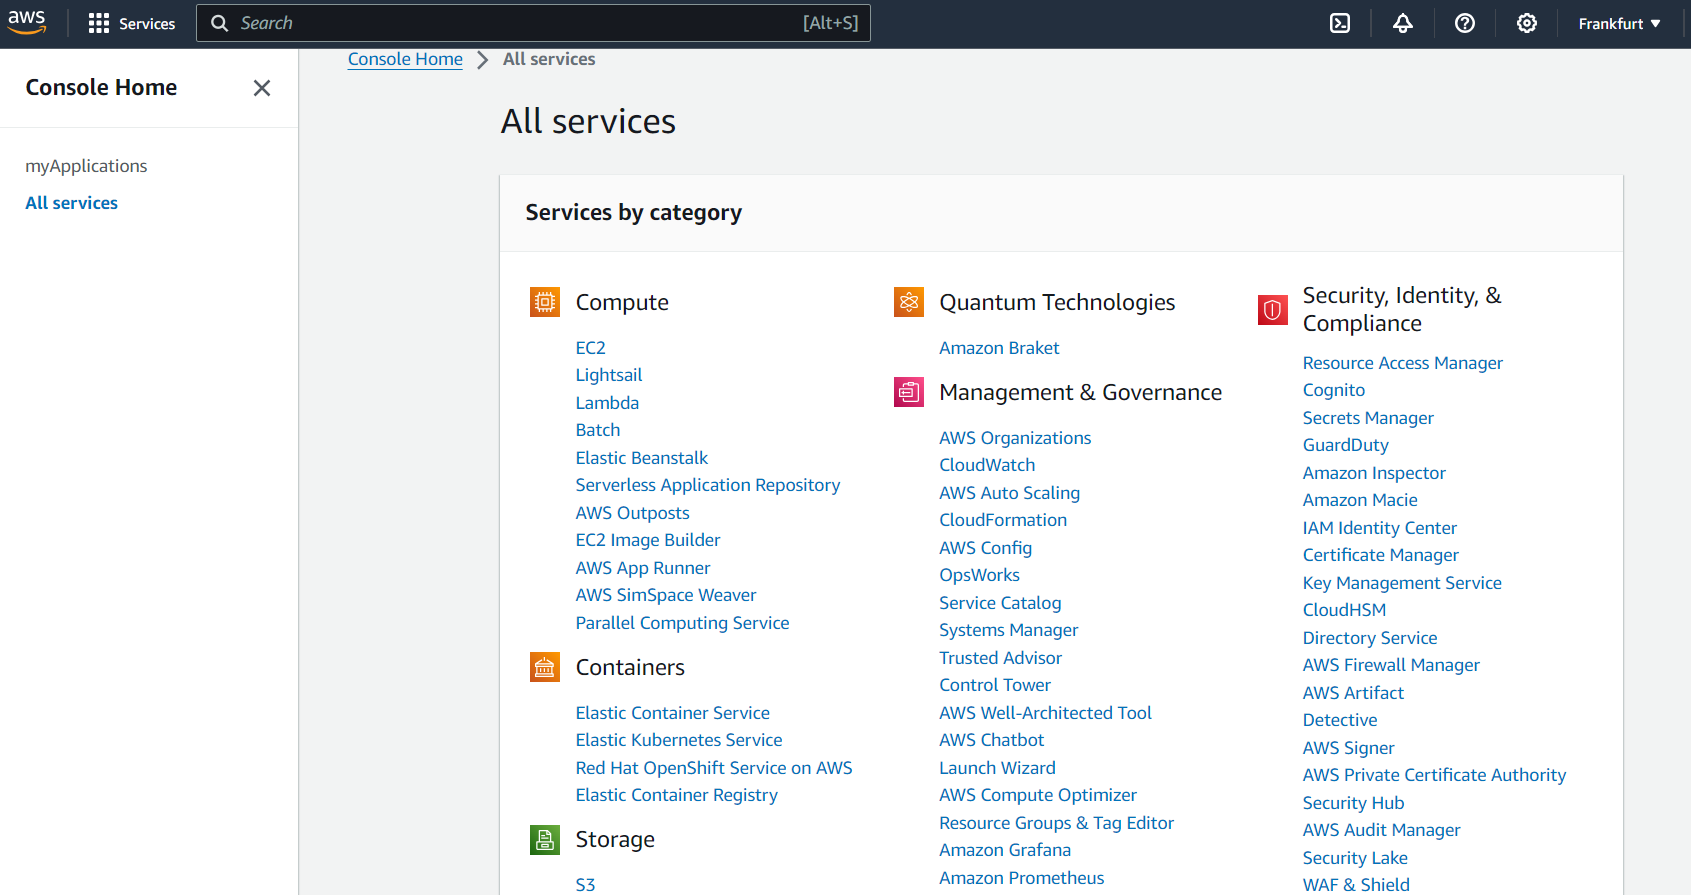 aws
Services
Search
[Alt+S]
Frankfurt
Console Home
myApplications
All services
Console Home
All services
All services
Services by category
Compute
EC2
Lightsail
Lambda
Batch
Elastic Beanstalk
Serverless Application Repository
AWS Outposts
EC2 Image Builder
AWS App Runner
AWS SimSpace Weaver
Parallel Computing Service
Containers
Elastic Container Service
Elastic Kubernetes Service
Red Hat OpenShift Service on AWS
Elastic Container Registry
Storage
S3
Quantum Technologies
Amazon Braket
Management & Governance
AWS Organizations
CloudWatch
AWS Auto Scaling
CloudFormation
AWS Config
OpsWorks
Service Catalog
Systems Manager
Trusted Advisor
Control Tower
AWS Well-Architected Tool
AWS Chatbot
Launch Wizard
AWS Compute Optimizer
Resource Groups & Tag Editor
Amazon Grafana
Amazon Prometheus
Security, Identity, &
Compliance
Resource Access Manager
Cognito
Secrets Manager
GuardDuty
Amazon Inspector
Amazon Macie
IAM Identity Center
Certificate Manager
Key Management Service
CloudHSM
Directory Service
AWS Firewall Manager
AWS Artifact
Detective
AWS Signer
AWS Private Certificate Authority
Security Hub
AWS Audit Manager
Security Lake
WAF & Shield